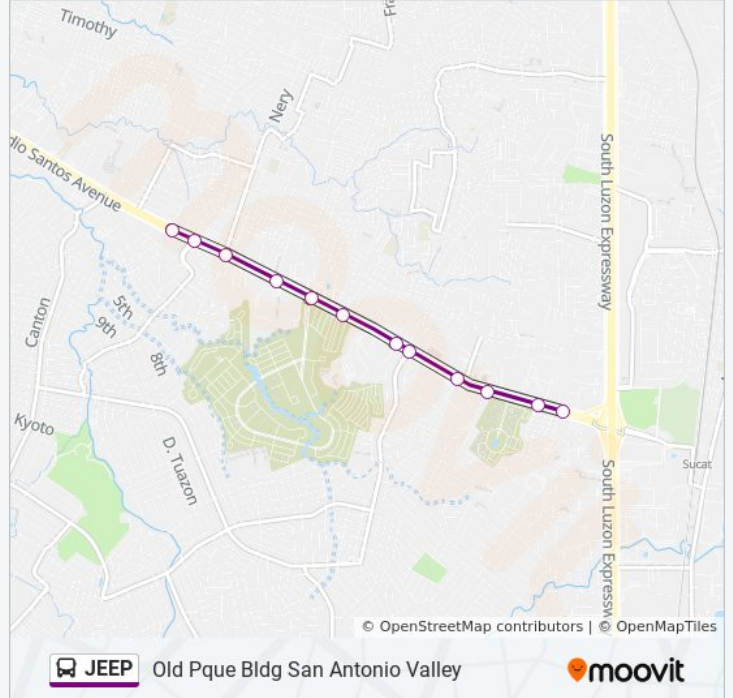 Timothy
Fra
Nery
dio Santos Avenue
South Luzon Expressway
Canton
5th
9th
8th
Kyoto
D. Tuazon
Sucat
South Luzon Expressw
© OpenStreetMap contributors | © OpenMapTiles
JEEP Old Pque Bldg San Antonio Valley moovit